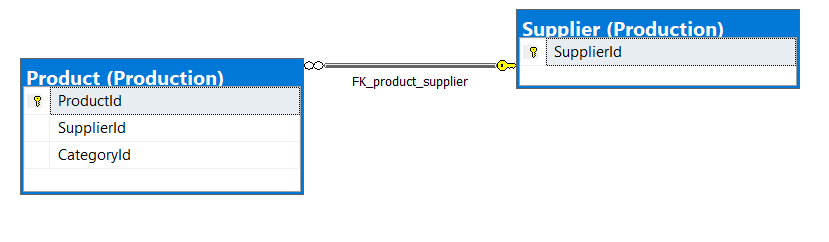 Supplier (Production)
SupplierId
Product (Production)
ProductId
SupplierId
CategoryId
FK_product_supplier